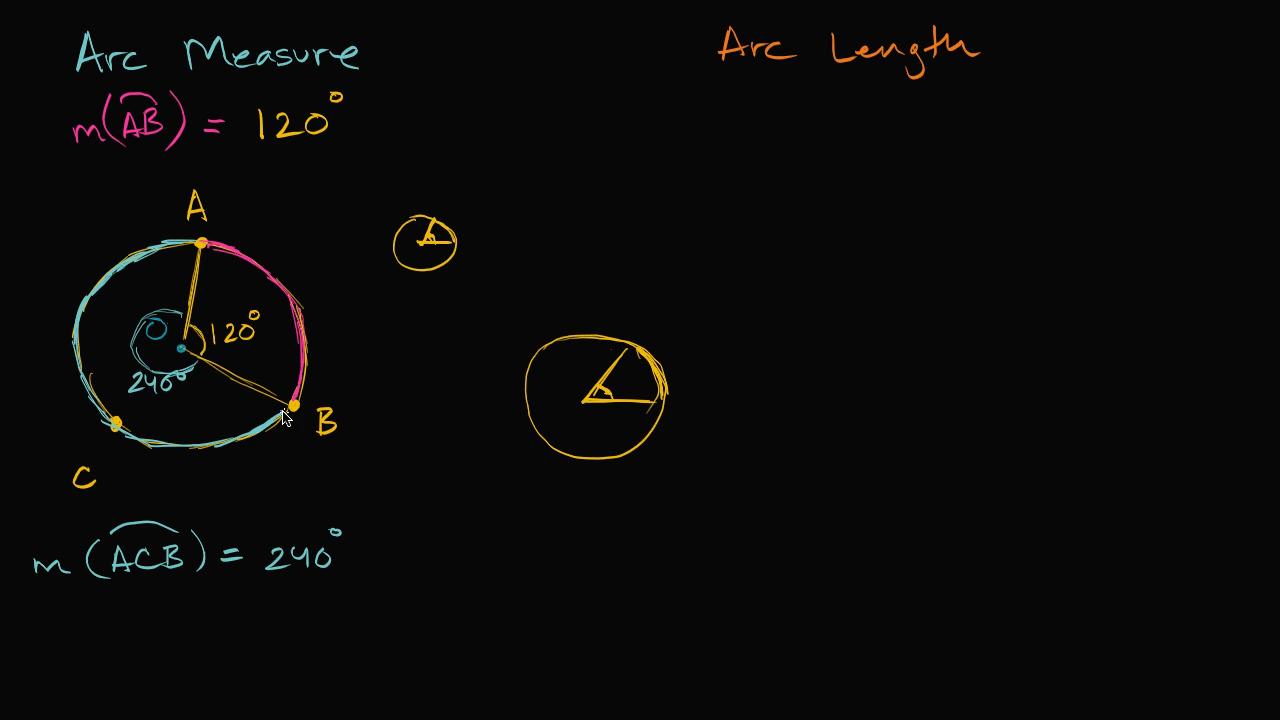 Arc Measure
Arc Length
m(AB) = 120°
A
O
120°
240°
B
C
m (ACB) = 240°